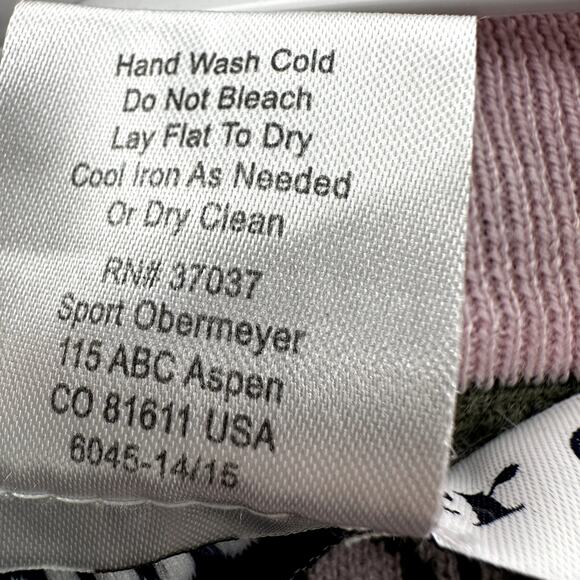 Hand Wash Cold
Do Not Bleach
Lay Flat To Dry
Cool Iron As Needed
Or Dry Clean
RN# 37037
Sport Obermeyer
115 ABC Aspen
CO 81611 USA
6045-14/15